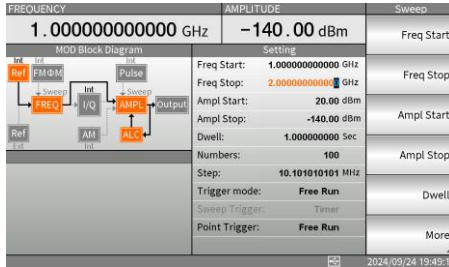 FREQUENCY
AMPLITUDE
Sweep
1.000000000000 GHz
-140.00 dBm
MOD Block Diagram
Setting
Int
Int
Int
Ref
FMΦM
Pulse
Sweep
Int
Sweep
FREQ
I/Q
AMPL
Output
Ref
AM
ALC
Ext
Int
Freq Start: 1.000000000000 GHz
Freq Stop: 2.000000000000 GHz
Ampl Start: 20.00 dBm
Ampl Stop: -140.00 dBm
Dwell: 1.000000000 Sec
Numbers: 100
Step: 10.101010101 MHz
Trigger mode: Free Run
Sweep Trigger: Timer
Point Trigger: Free Run
Freq Start
Freq Stop
Ampl Start
Ampl Stop
Dwell
More
2024/09/24 19:49:1